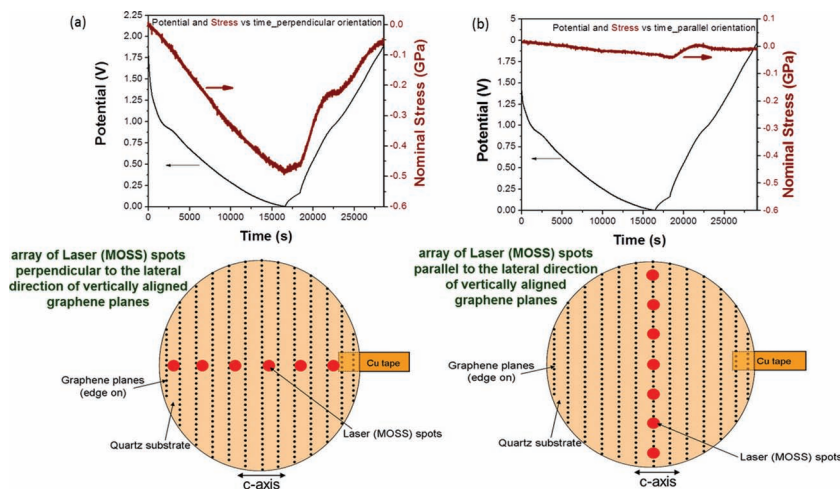 (a)
Potential and Stress vs time_perpendicular orientation
2.00
1.75
1.50
1.25
1.00
0.75
0.50
0.25
0.00
Potential (V)
0.0
-0.1
-0.2
-0.3
-0.4
-0.5
-0.6
Nominal Stress (GPa)
0 5000 10000 15000 20000 25000
Time (s)
(b)
Potential and Stress vs time_parallel orientation
2.00
5
1.75
1.50
1.25
1.00
0.75
0.50
0.25
0.00
Potential (V)
0.1
0.0
-0.1
-0.2
-0.3
-0.4
-0.5
-0.6
Nominal Stress (GPa)
0 5000 10000 15000 20000 25000
Time (s)
array of Laser (MOSS) spots
perpendicular to the lateral
direction of vertically aligned
graphene planes
Cu tape
Graphene planes
(edge on)
Quartz substrate
Laser (MOSS) spots
c-axis
array of Laser (MOSS) spots
parallel to the lateral direction
of vertically aligned
graphene planes
Cu tape
Graphene planes
(edge on)
Quartz substrate
Laser (MOSS) spots
c-axis